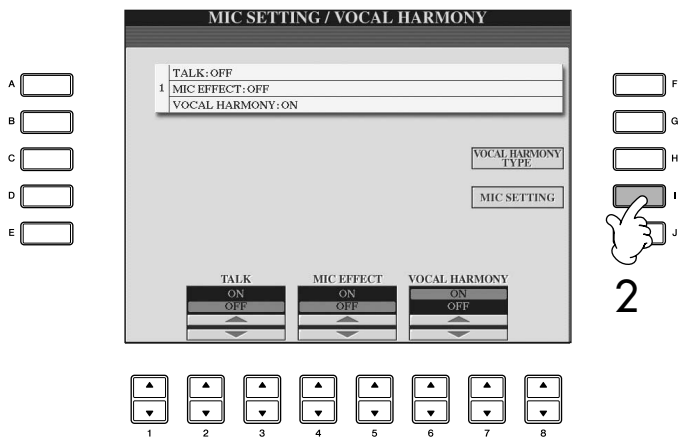 MIC SETTING / VOCAL HARMONY
TALK:OFF
1 MIC EFFECT:OFF
VOCAL HARMONY:ON
A
B
C
D
E
F
G
H
I
J
VOCAL HARMONY
TYPE
MIC SETTING
2
TALK MIC EFFECT VOCAL HARMONY
ON ON ON
OFF OFF OFF
1 2 3 4 5 6 7 8